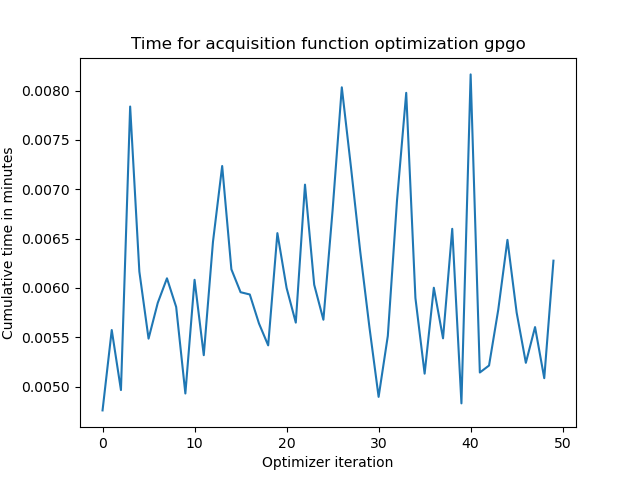 Time for acquisition function optimization gpgo
Cumulative time in minutes
0.0080
0.0075
0.0070
0.0065
0.0060
0.0055
0.0050
0 10 20 30 40 50
Optimizer iteration